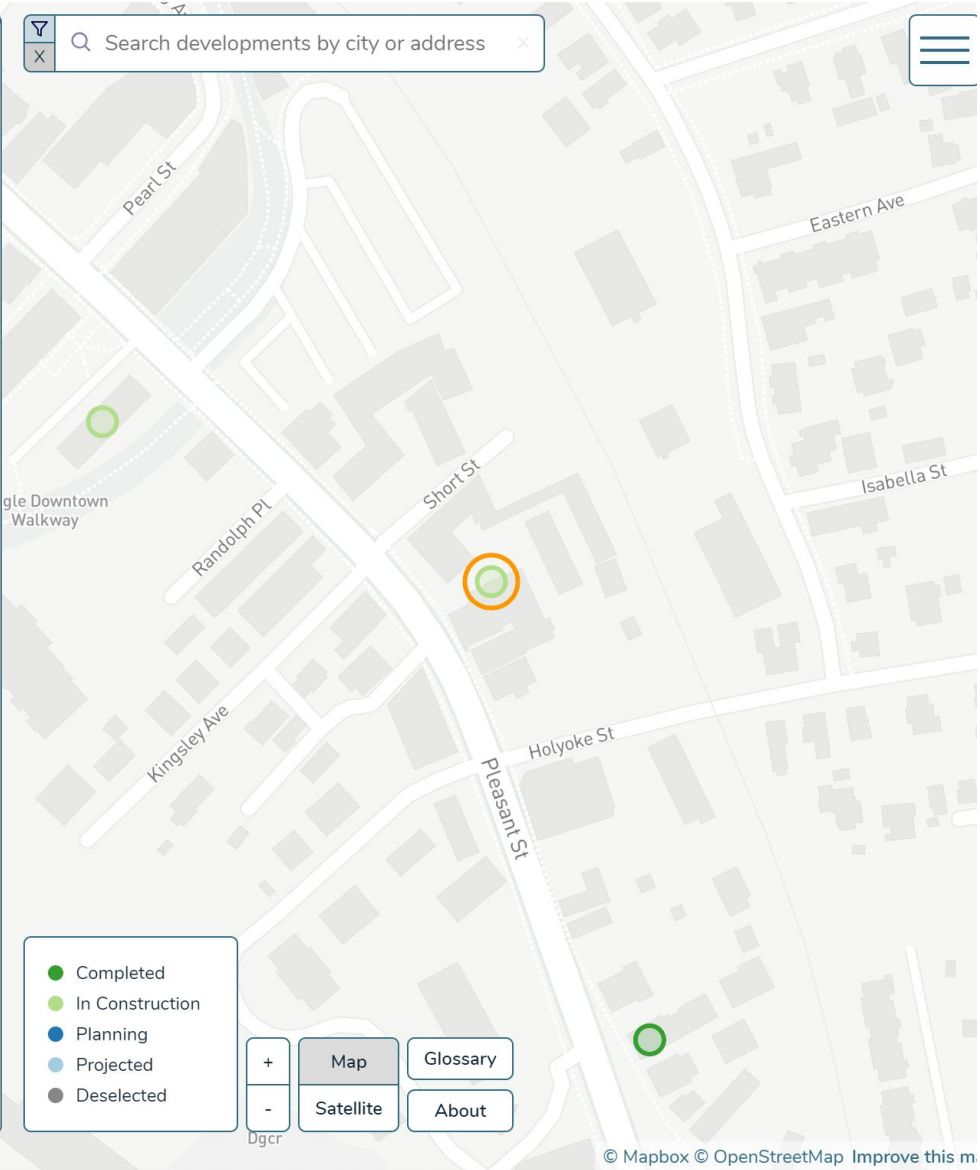 Search developments by city or address
X
Pearl St
Eastern Ave
Isabella St
gle Downtown
Walkway
Short St
Randolph Pl
Kingsley Ave
Holyoke St
Pleasant St
Completed
In Construction
Planning
Projected
Deselected
+
-
Map
Satellite
Glossary
About
Dgcr
© Mapbox © OpenStreetMap Improve this m